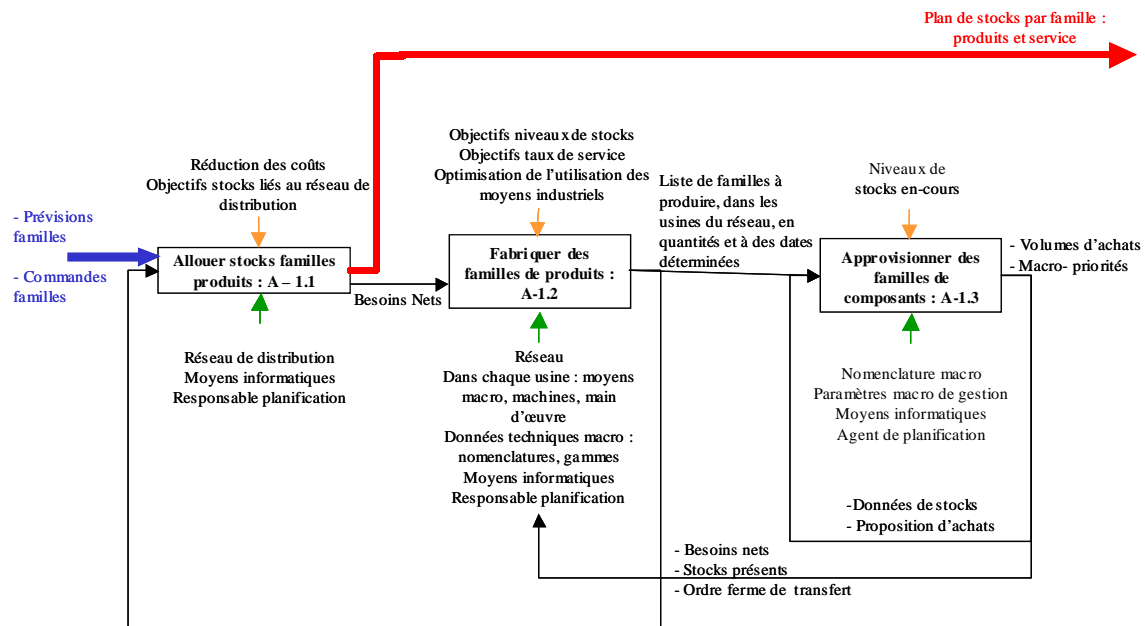 Plan de stocks par famille :
produits et service
Réduction des coûts
Objectifs stocks liés au réseau de
distribution
- Prévisions
familles
- Commandes
familles
Allouer stocks familles
produits : A – 1.1
Besoins Nets
Réseau de distribution
Moyens informatiques
Responsable planification
Objectifs niveaux de stocks
Objectifs taux de service
Optimisation de l'utilisation des
moyens industriels
Fabriquer des
familles de produits :
A-1.2
Réseau
Dans chaque usine : moyens
macro, machines, main
d'œuvre
Données techniques macro :
nomenclatures, gammes
Moyens informatiques
Responsable planification
Liste de familles à
produire, dans les
usines du réseau, en
quantités et à des dates
déterminées
Niveaux de
stocks en-cours
Approvisionner des
familles de
composants : A-1.3
- Volumes d'achats
- Macro- priorités
Nomenclature macro
Paramètres macro de gestion
Moyens informatiques
Agent de planification
-Données de stocks
- Proposition d'achats
- Besoins nets
- Stocks présents
- Ordre ferme de transfert